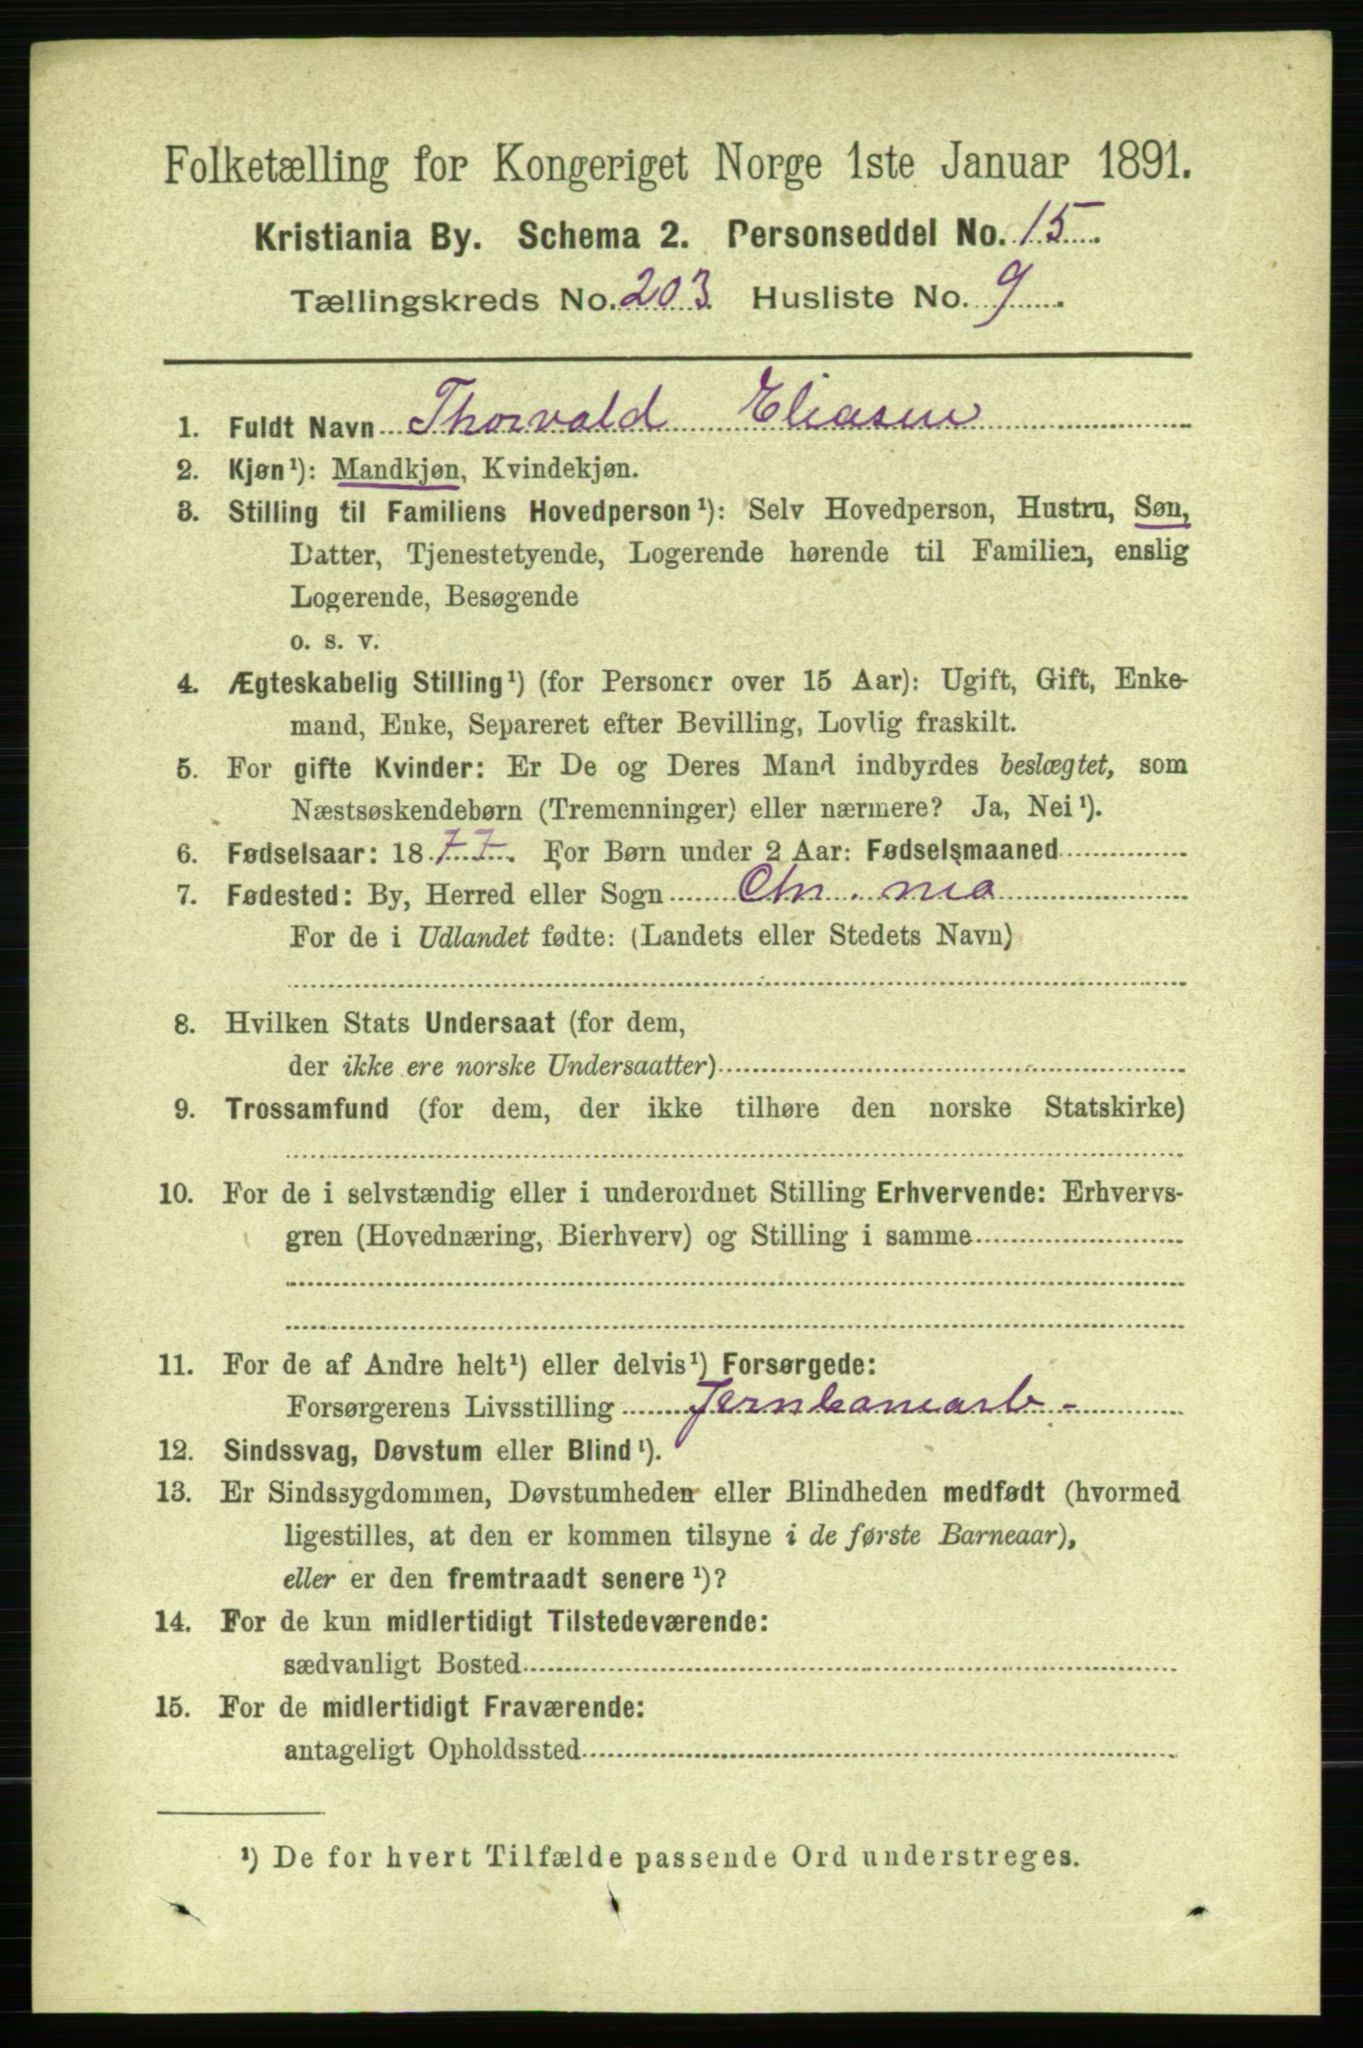 Folketælling for Kongeriget Norge 1ste Januar 1891.
Kristiania By. Schema 2. Personseddel No. 15
Tællingskreds No. 203 Husliste No. 9
1. Fuldt Navn Thorvald Eliasen
2. Kjøn¹): Mandkjøn, Kvindekjøn.
3. Stilling til Familiens Hovedperson¹): Selv Hovedperson, Hustru, Søn,
Datter, Tjenestetyende, Logerende hørende til Familien, enslig
Logerende, Besøgende
o. s. v.
4. Ægteskabelig Stilling¹) (for Personer over 15 Aar): Ugift, Gift, Enke-
mand, Enke, Separeret efter Bevilling, Lovlig fraskilt.
5. For gifte Kvinder: Er De og Deres Mand indbyrdes beslægtet, som
Næstsøskendebørn (Tremenninger) eller nærmere? Ja, Nei¹).
6. Fødselsaar: 1877. For Børn under 2 Aar: Fødselsmaaned
7. Fødested: By, Herred eller Sogn Chr. nia
For de i Udlandet fødte: (Landets eller Stedets Navn)
8. Hvilken Stats Undersaat (for dem,
der ikke ere norske Undersaatter)
9. Trossamfund (for dem, der ikke tilhøre den norske Statskirke)
10. For de i selvstændig eller i underordnet Stilling Erhvervende: Erhvervs-
gren (Hovednæring, Bierhverv) og Stilling i samme
11. For de af Andre helt¹) eller delvis¹) Forsørgede:
Forsørgerens Livsstilling Jernbanearb-
12. Sindssvag, Døvstum eller Blind¹).
13. Er Sindssygdommen, Døvstumheden eller Blindheden medfødt (hvormed
ligestilles, at den er kommen tilsyne i de første Barneaar),
eller er den fremtraadt senere¹)?
14. For de kun midlertidigt Tilstedeværende:
sædvanligt Bosted
15. For de midlertidigt Fraværende:
antageligt Opholdssted
¹) De for hvert Tilfælde passende Ord understreges.